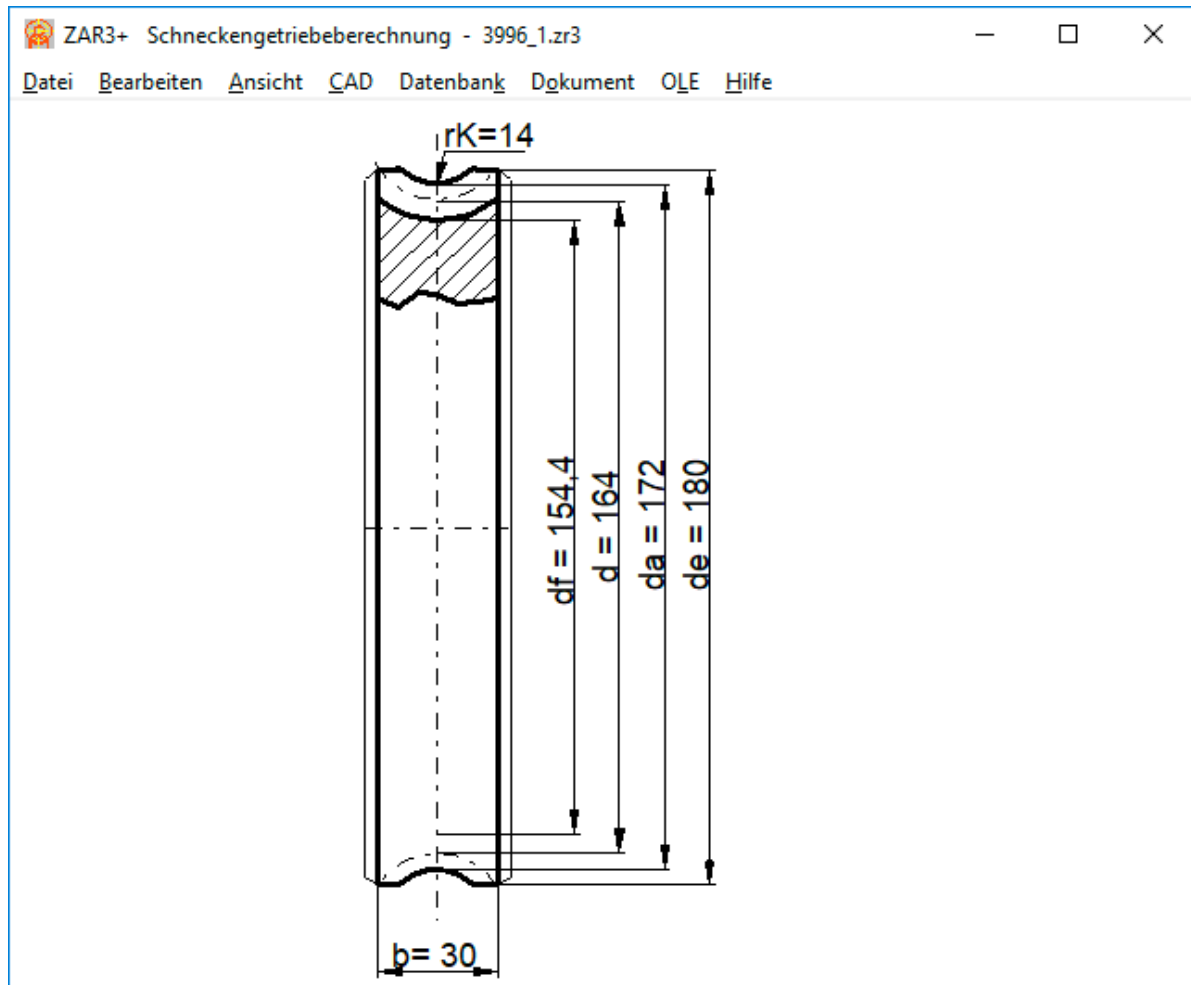 ZAR3+ Schneckengetriebeberechnung - 3996_1.zr3
Datei Bearbeiten Ansicht CAD Datenbank Dokument OLE Hilfe
rK=14
df = 154,4
d = 164
da = 172
de = 180
b= 30